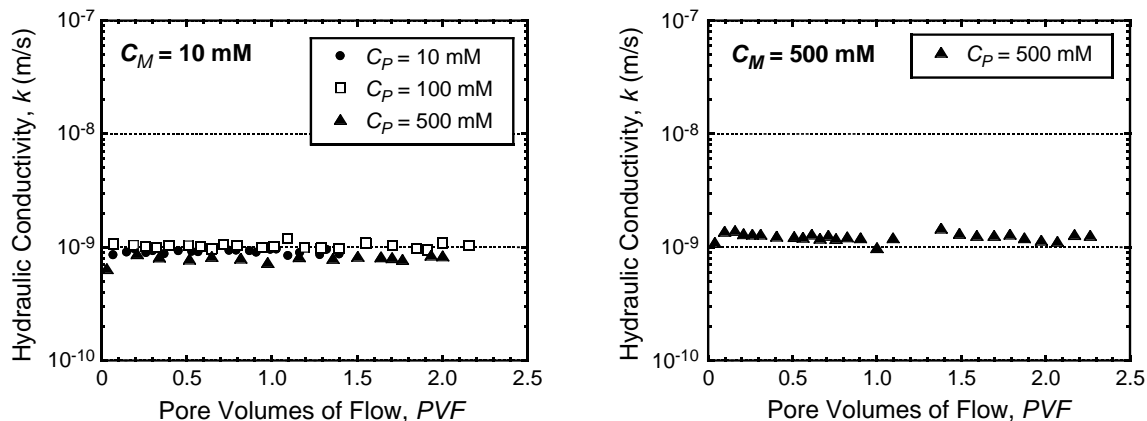 Hydraulic Conductivity, k (m/s)
10-7
10-8
10-9
10-10
C_M = 10 mM
C_P = 10 mM
C_P = 100 mM
C_P = 500 mM
0 0.5 1.0 1.5 2.0 2.5
Pore Volumes of Flow, PVF
Hydraulic Conductivity, k (m/s)
10-7
10-8
10-9
10-10
C_M = 500 mM
C_P = 500 mM
0 0.5 1.0 1.5 2.0 2.5
Pore Volumes of Flow, PVF